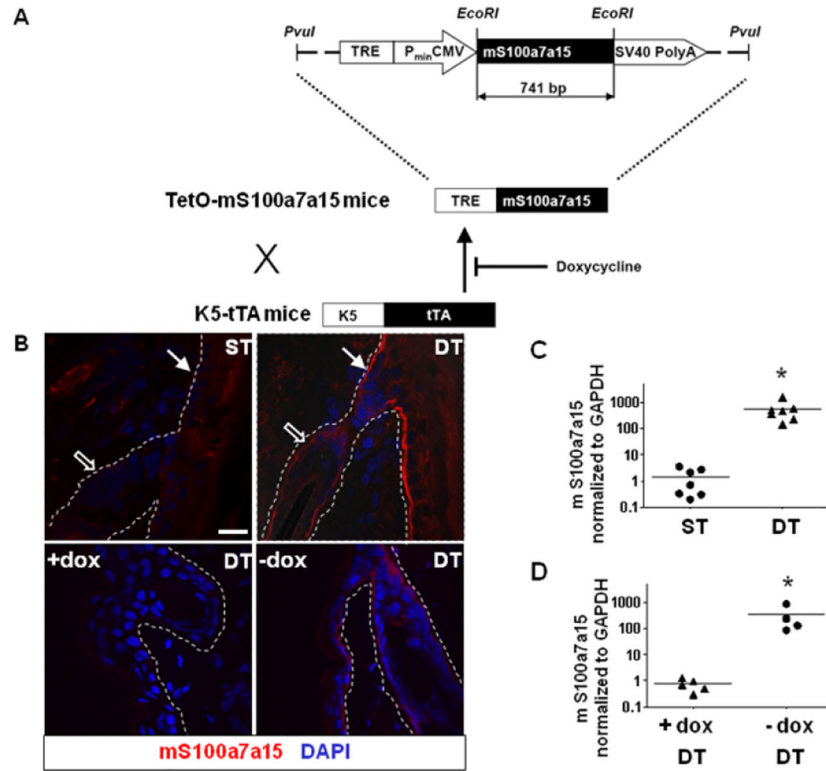 A
EcoRI EcoRI
PvuI PvuI
TRE PminCMV mS100a7a15 SV40 PolyA
741 bp
TetO-mS100a7a15 mice TRE mS100a7a15
X
Doxycycline
K5-tTA mice K5 tTA
B
ST DT
+dox DT -dox DT
mS100a7a15 DAPI
C
m S100a7a15
normalized to GAPDH
1000
100
10
1
0.1
*
ST DT
D
m S100a7a15
normalized to GAPDH
1000
100
10
1
0.1
*
+ dox - dox
DT DT